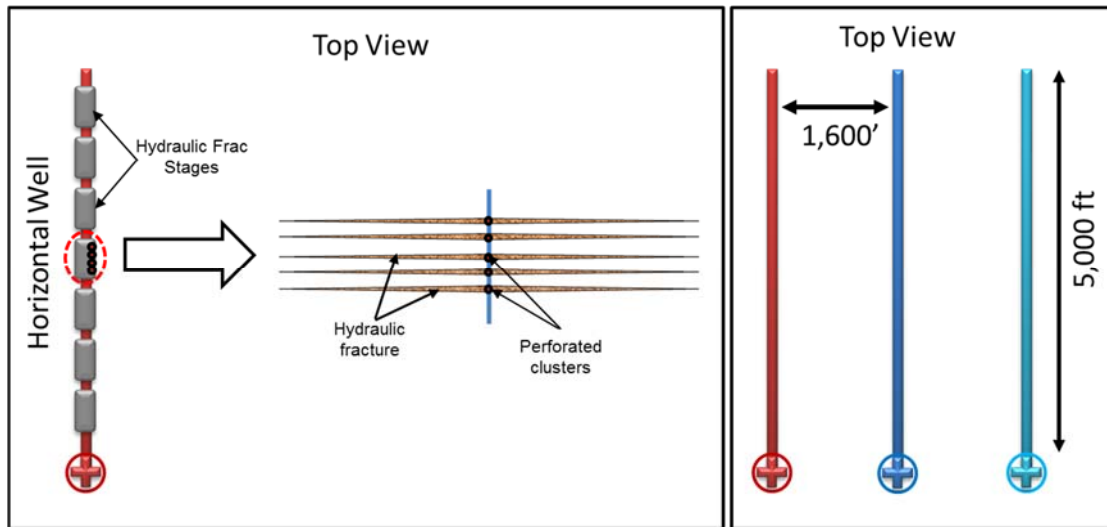 Top View
Horizontal Well
Hydraulic Frac
Stages
Hydraulic
fracture
Perforated
clusters
Top View
1,600’
5,000 ft